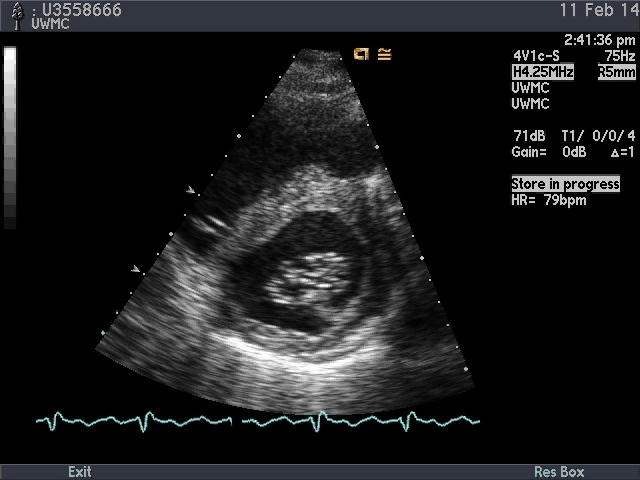 : U3558666 11 Feb 14
UWMC
2:41:36 pm
4V1c-S 75Hz
H4.25MHz R5mm
UWMC
UWMC
71dB T1/ 0/0/4
Gain= 0dB Δ=1
Store in progress
HR= 79bpm
Exit Res Box